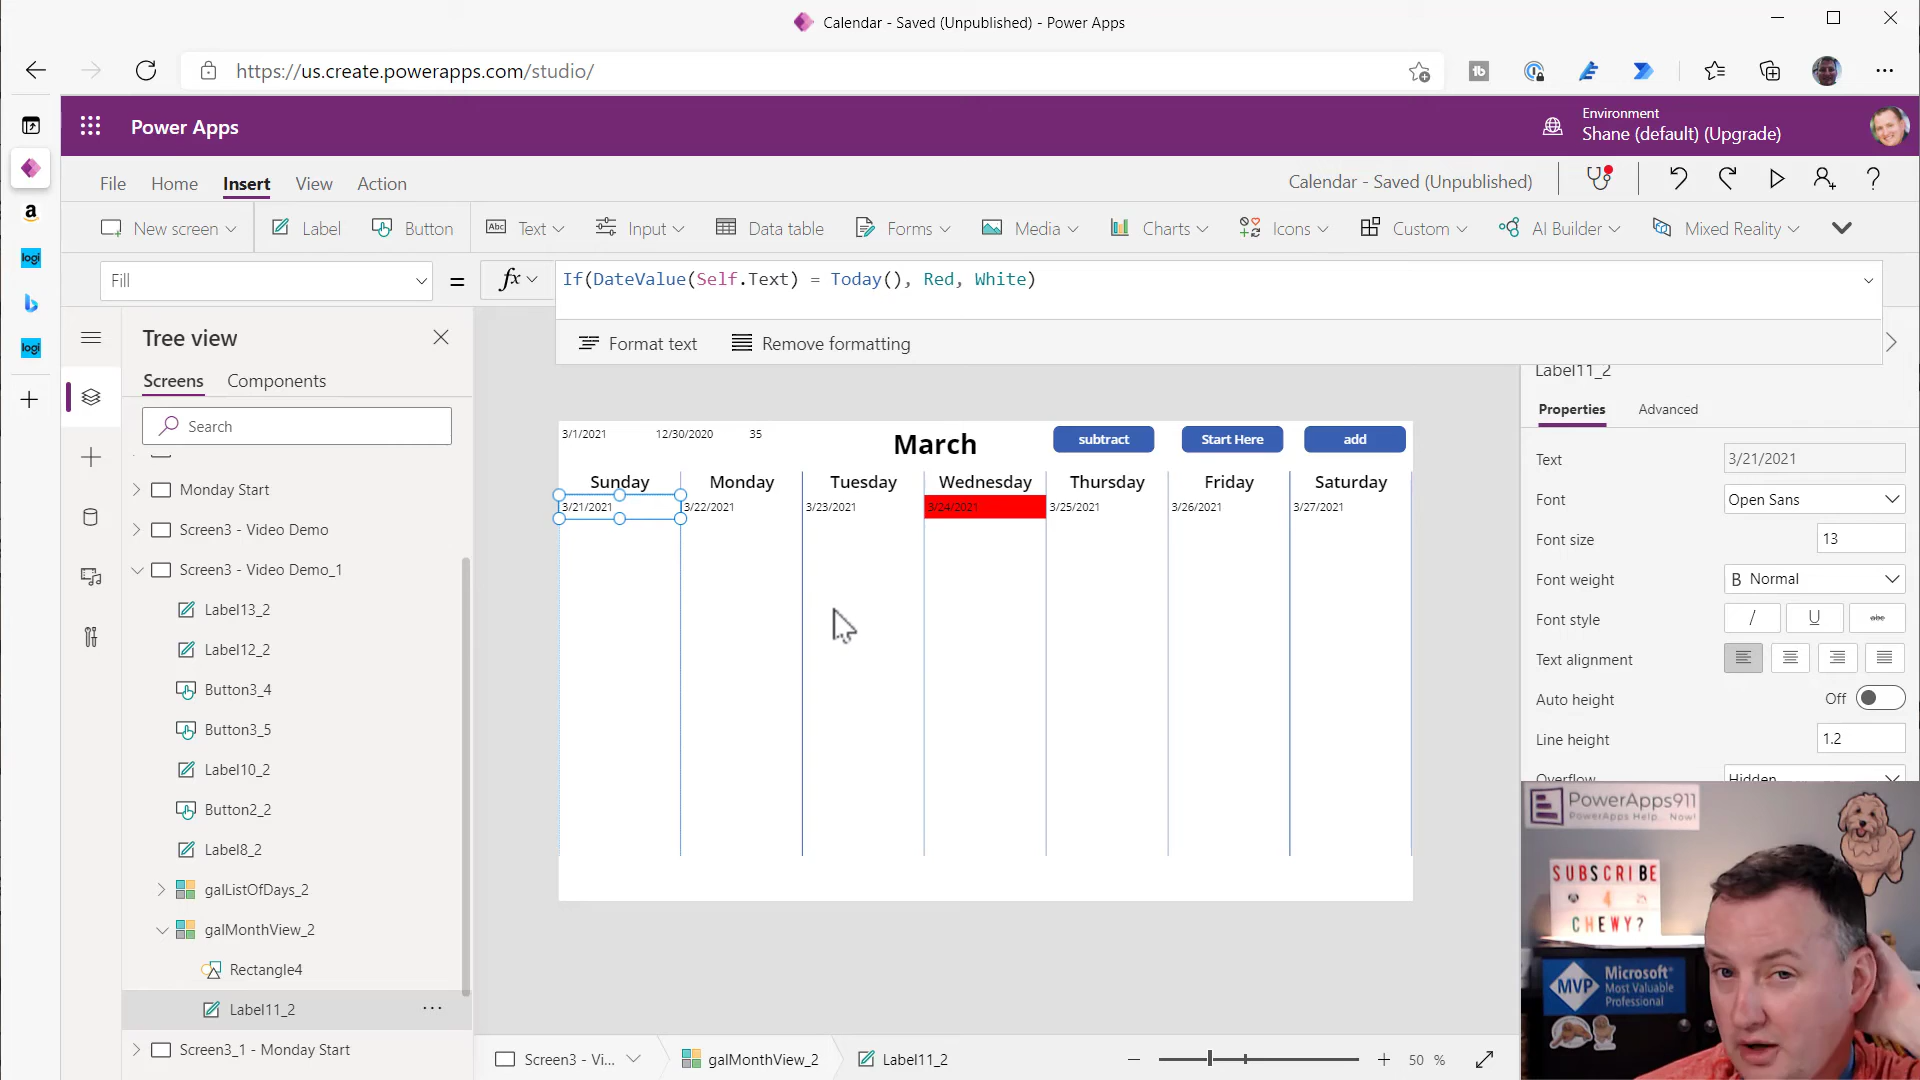 Calendar - Saved (Unpublished) - Power Apps
https://us.create.powerapps.com/studio/
Power Apps
Environment
Shane (default) (Upgrade)
File Home Insert View Action
Calendar - Saved (Unpublished)
New screen Label Button Text Input Data table Forms Media Charts Icons Custom AI Builder Mixed Reality
Fill = fx If(DateValue(Self.Text) = Today(), Red, White)
Format text Remove formatting
Tree view
Screens Components
Search
Monday Start
Screen3 - Video Demo
Screen3 - Video Demo_1
Label13_2
Label12_2
Button3_4
Button3_5
Label10_2
Button2_2
Label8_2
galListOfDays_2
galMonthView_2
Rectangle4
Label11_2
Screen3_1 - Monday Start
3/1/2021 12/30/2020 35 March subtract Start Here add
Sunday Monday Tuesday Wednesday Thursday Friday Saturday
3/21/2021 3/22/2021 3/23/2021 3/24/2021 3/25/2021 3/26/2021 3/27/2021
Label11_2
Properties Advanced
Text 3/21/2021
Font Open Sans
Font size 13
Font weight B Normal
Font style / U abc
Text alignment
Auto height Off
Line height 1.2
Overflow Hidden
PowerApps911
PowerApps Help... Now!
SUBSCRIBE
4
CHEWY?
MVP Microsoft®
Most Valuable
Professional
Screen3 - Vi... galMonthView_2 Label11_2 50 %
a
logi
b
logi